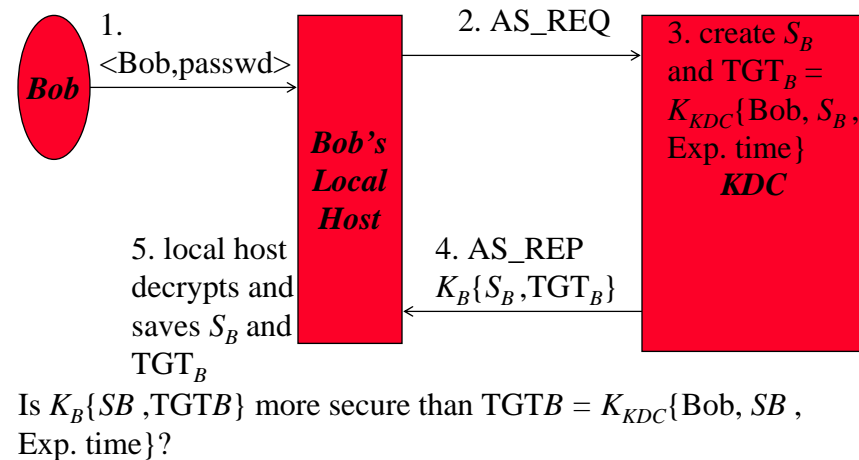 1.
<Bob,passwd>
Bob
2. AS_REQ
3. create S_B
and TGT_B =
K_KDC{Bob, S_B ,
Exp. time}
KDC
Bob's
Local
Host
5. local host
decrypts and
saves S_B and
TGT_B
4. AS_REP
K_B{S_B ,TGT_B}
Is K_B{SB ,TGTB} more secure than TGTB = K_KDC{Bob, SB ,
Exp. time}?